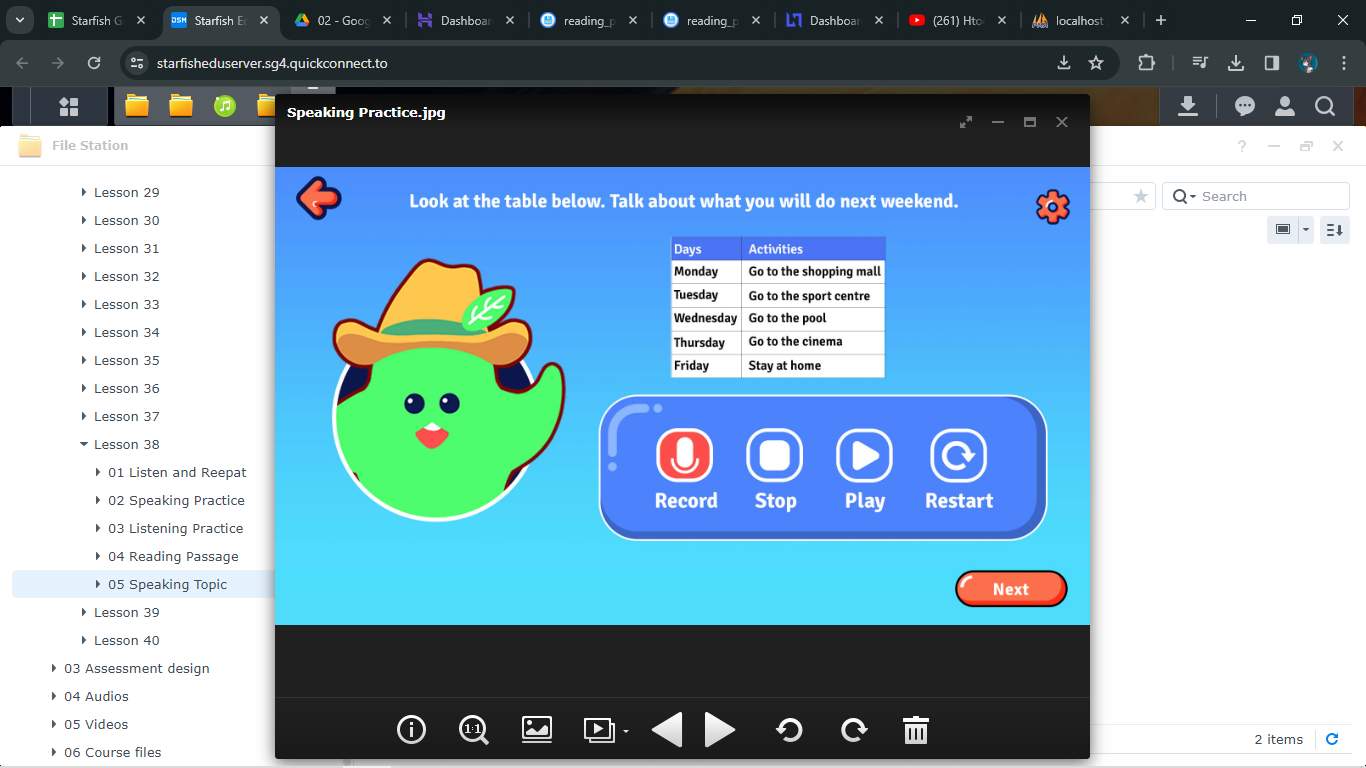 Starfish G
Starfish Ed
02 - Goog
Dashboar
reading_p
reading_p
Dashboar
(261) Hto
localhost
starfisheduserver.sg4.quickconnect.to
File Station
Search
Lesson 29
Lesson 30
Lesson 31
Lesson 32
Lesson 33
Lesson 34
Lesson 35
Lesson 36
Lesson 37
Lesson 38
01 Listen and Reepat
02 Speaking Practice
03 Listening Practice
04 Reading Passage
05 Speaking Topic
Lesson 39
Lesson 40
03 Assessment design
04 Audios
05 Videos
06 Course files
Speaking Practice.jpg
Look at the table below. Talk about what you will do next weekend.
Days Activities
Monday Go to the shopping mall
Tuesday Go to the sport centre
Wednesday Go to the pool
Thursday Go to the cinema
Friday Stay at home
Record Stop Play Restart
Next
1:1
2 items